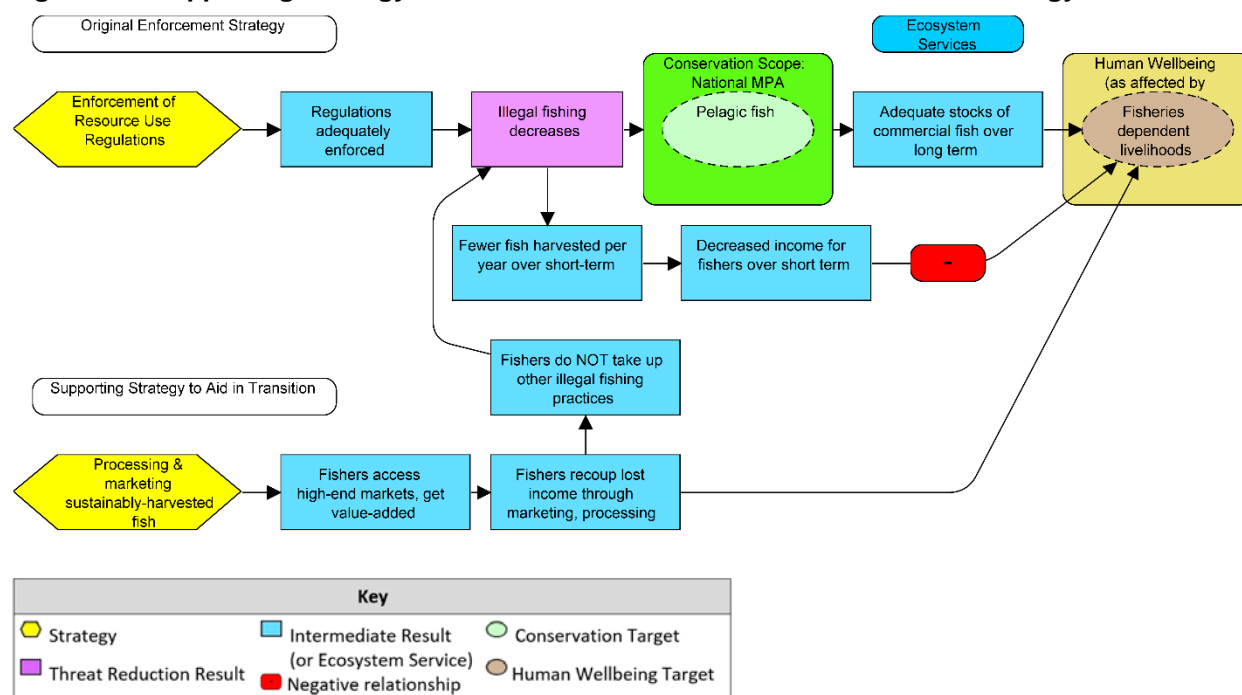 Original Enforcement Strategy
Ecosystem
Services
Enforcement of
Resource Use
Regulations
Regulations
adequately
enforced
Illegal fishing
decreases
Conservation Scope:
National MPA
Pelagic fish
Adequate stocks of
commercial fish over
long term
Human Wellbeing
(as affected by
Fisheries
dependent
livelihoods
Fewer fish harvested per
year over short-term
Decreased income for
fishers over short term
-
Fishers do NOT take up
other illegal fishing
practices
Supporting Strategy to Aid in Transition
Processing &
marketing
sustainably-harvested
fish
Fishers access
high-end markets, get
value-added
Fishers recoup lost
income through
marketing, processing
Key
Strategy
Intermediate Result
(or Ecosystem Service)
Conservation Target
Threat Reduction Result
Negative relationship
Human Wellbeing Target